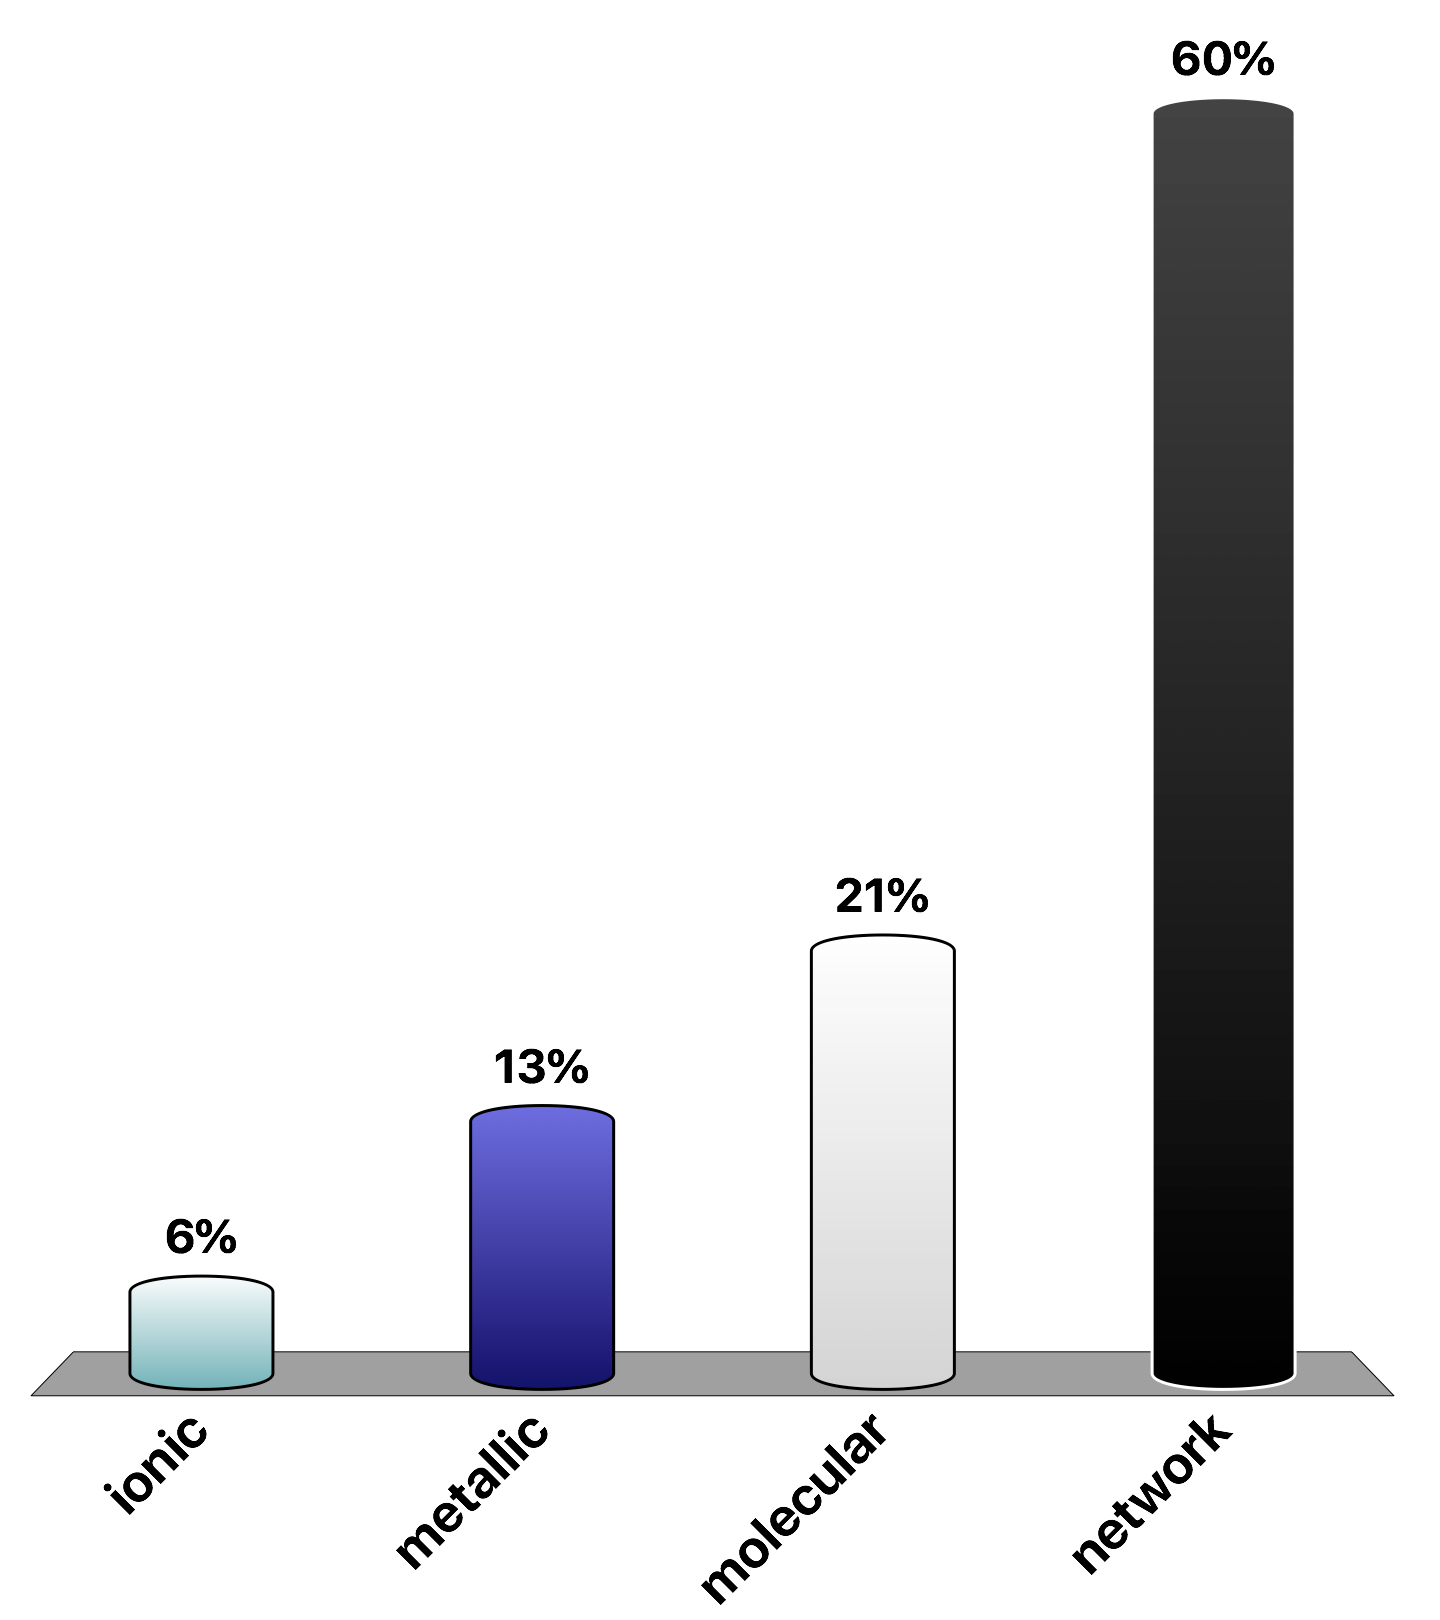 60%
21%
13%
6%
ionic
metallic
molecular
network